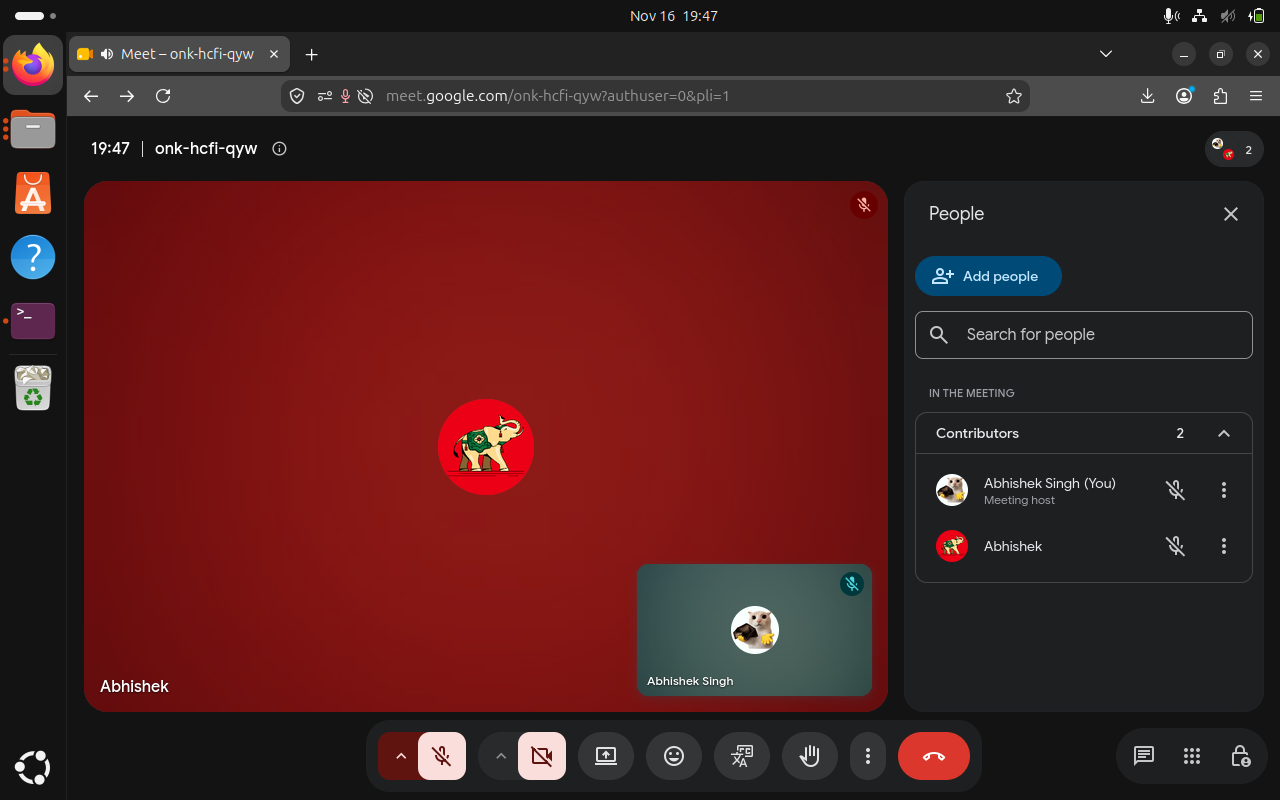 Nov 16 19:47
Meet – onk-hcfi-qyw
meet.google.com/onk-hcfi-qyw?authuser=0&pli=1
19:47 | onk-hcfi-qyw
2
People
Add people
Search for people
IN THE MEETING
Contributors 2
Abhishek Singh (You)
Meeting host
Abhishek
Abhishek Singh
Abhishek